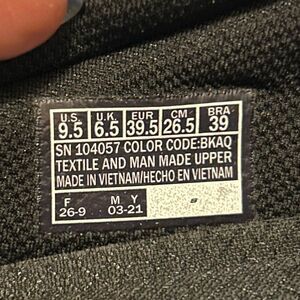 U.S. U.K. EUR CM BRA
9.5 6.5 39.5 26.5 39
SN 104057 COLOR CODE:BKAQ
TEXTILE AND MAN MADE UPPER
MADE IN VIETNAM/HECHO EN VIETNAM
F M Y
26-9 03-21